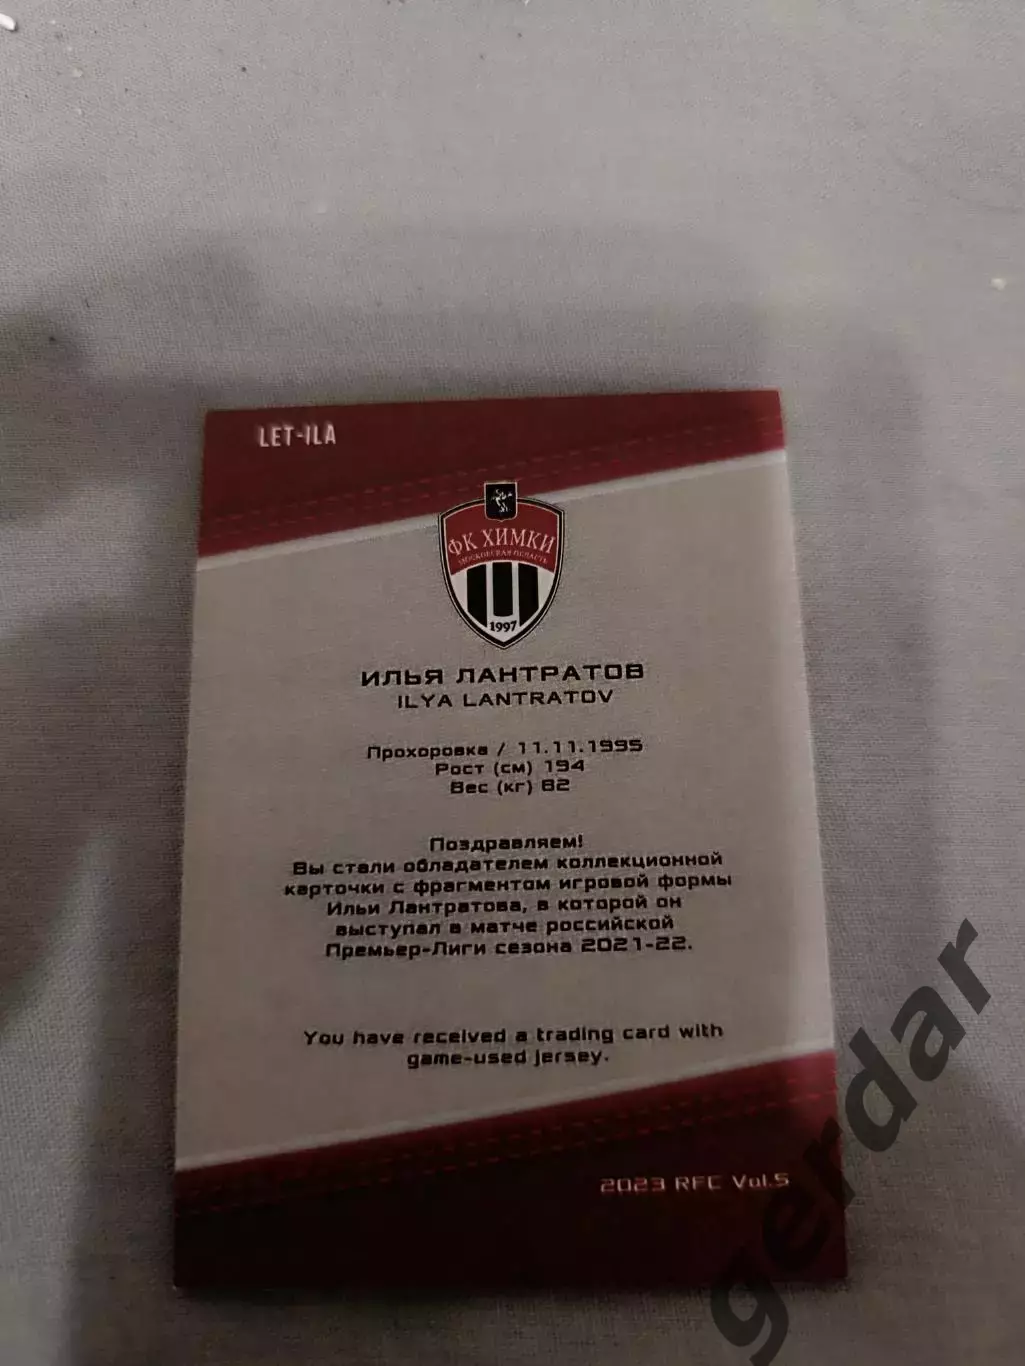 LET-ILA
ФК ХИМКИ
МОСКОВСКАЯ ОБЛАСТЬ
1997
ИЛЬЯ ЛАНТРАТОВ
ILYA LANTRATOV
Прохоровка / 11.11.1995
Рост (см) 194
Вес (кг) 82
Поздравляем!
Вы стали обладателем коллекционной
карточки с фрагментом игровой формы
Ильи Лантратова, в которой он
выступал в матче российской
Премьер-Лиги сезона 2021-22.
You have received a trading card with
game-used jersey.
2023 RFC Vol.5
gerdar